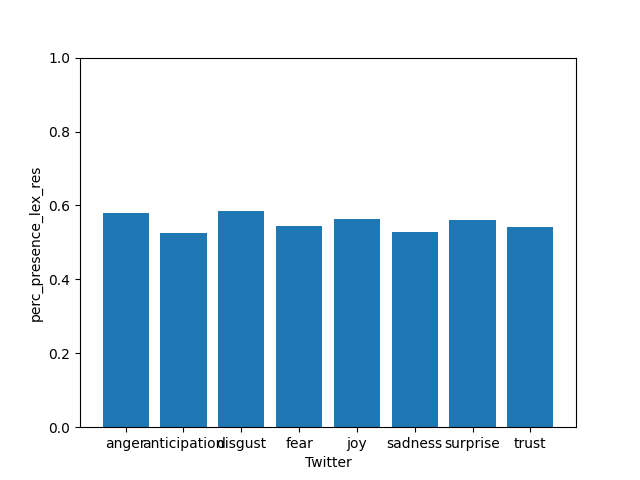 1.0
0.8
0.6
0.4
0.2
0.0
perc_presence_lex_res
anger anticipation disgust fear joy sadness surprise trust
Twitter